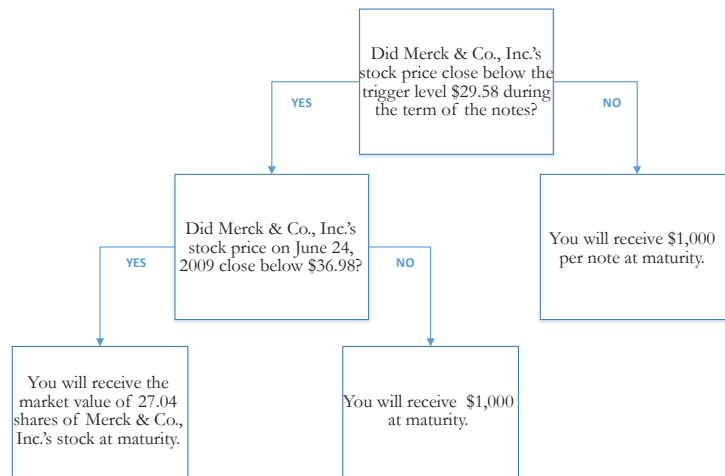 Did Merck & Co., Inc.'s
stock price close below the
trigger level $29.58 during
the term of the notes?
YES
NO
Did Merck & Co., Inc.'s
stock price on June 24,
2009 close below $36.98?
You will receive $1,000
per note at maturity.
YES
NO
You will receive the
market value of 27.04
shares of Merck & Co.,
Inc.'s stock at maturity.
You will receive $1,000
at maturity.